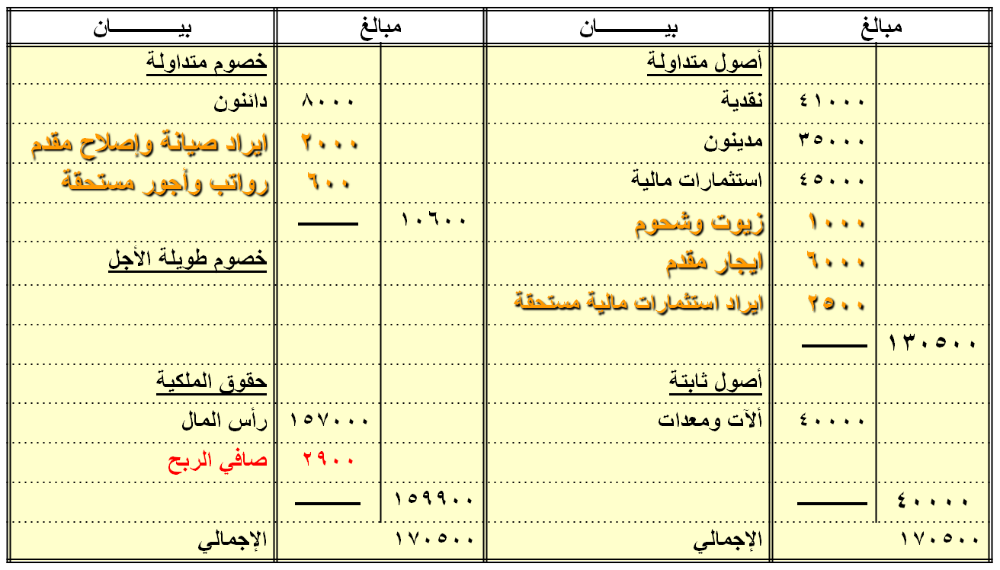 مبالغ بيــــــــــان مبالغ بيــــــــــان
أصول متداولة خصوم متداولة
٤١٠٠٠ نقدية ٨٠٠٠ دائنون
٣٥٠٠٠ مدينون ٢٠٠٠ ايراد صيانة وإصلاح مقدم
٤٥٠٠٠ استثمارات مالية ٦٠٠ رواتب وأجور مستحقة
١٠٠٠ زيوت وشحوم ١٠٦٠٠
٦٠٠٠ ايجار مقدم خصوم طويلة الأجل
٢٥٠٠ ايراد استثمارات مالية مستحقة
١٣٠٥٠٠
أصول ثابتة حقوق الملكية
٤٠٠٠٠ ألآت ومعدات ١٥٧٠٠٠ رأس المال
٢٩٠٠ صافي الربح
٤٠٠٠٠ ١٥٩٩٠٠
١٧٠٥٠٠ الإجمالي ١٧٠٥٠٠ الإجمالي